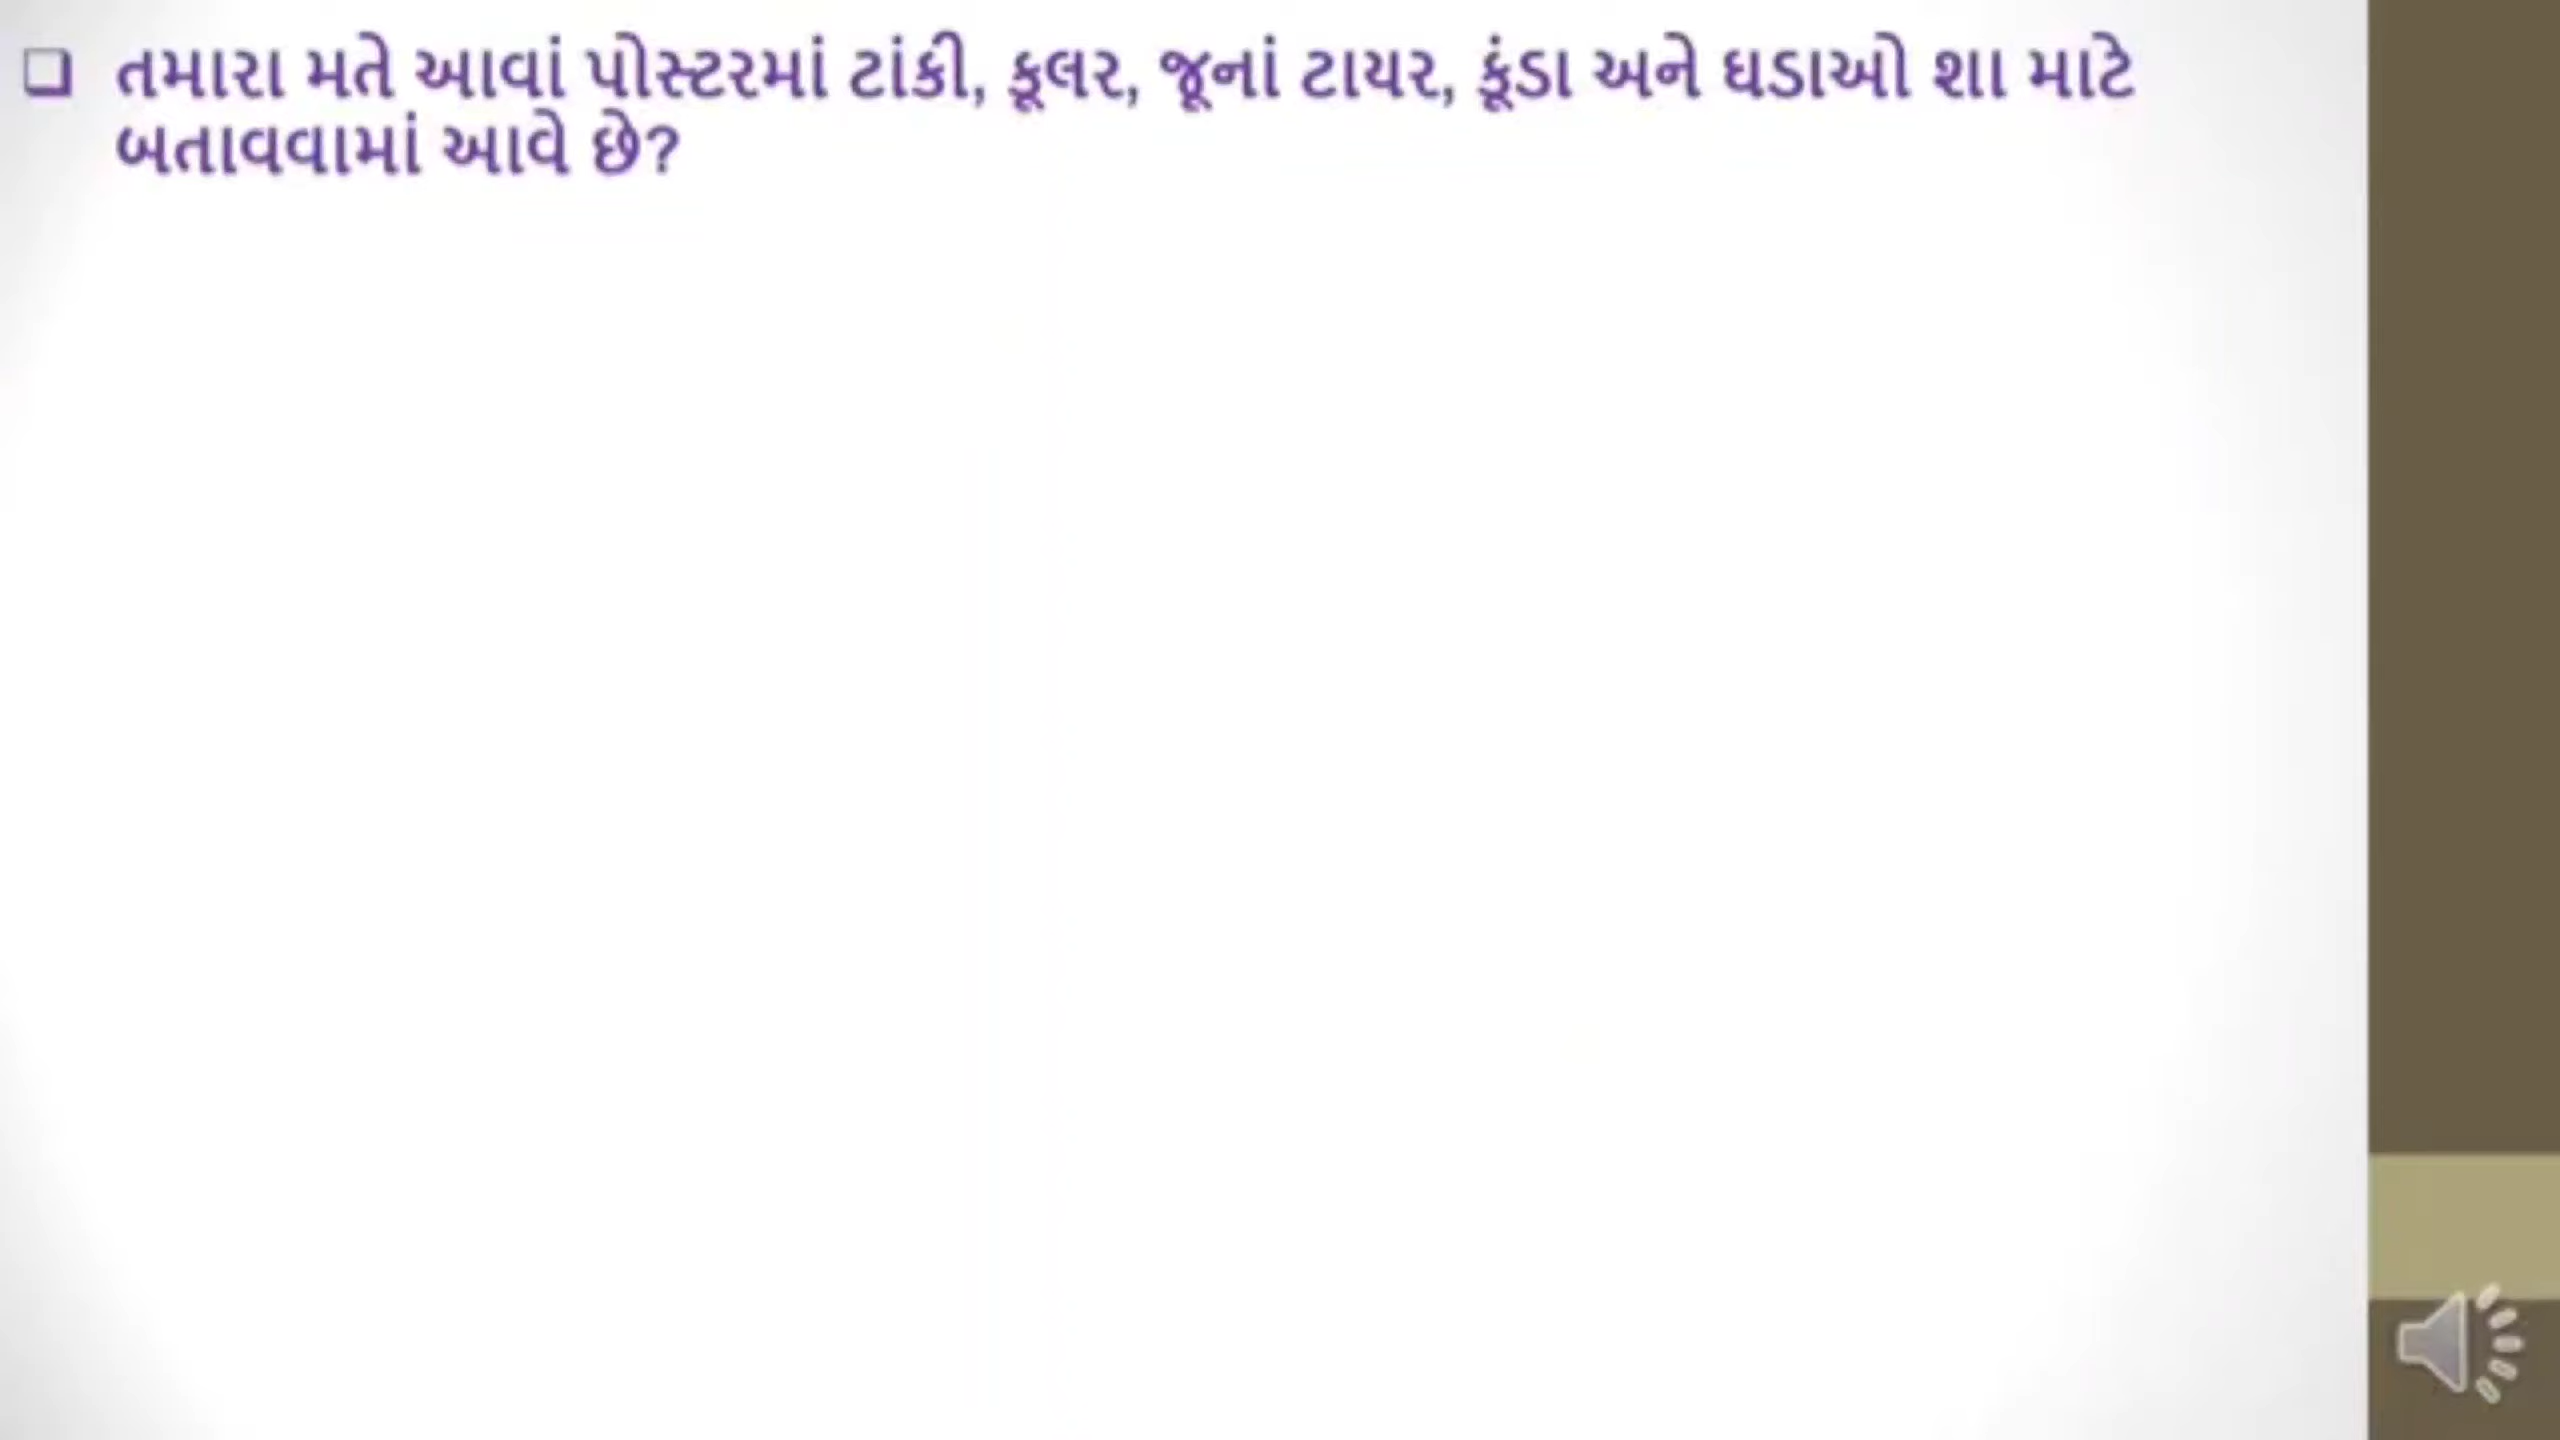 ❑ તમારા મતે આવાં પોસ્ટરમાં ટાંકી, કૂલર, જૂનાં ટાયર, કૂંડા અને ઘડાઓ શા માટે
બતાવવામાં આવે છે?